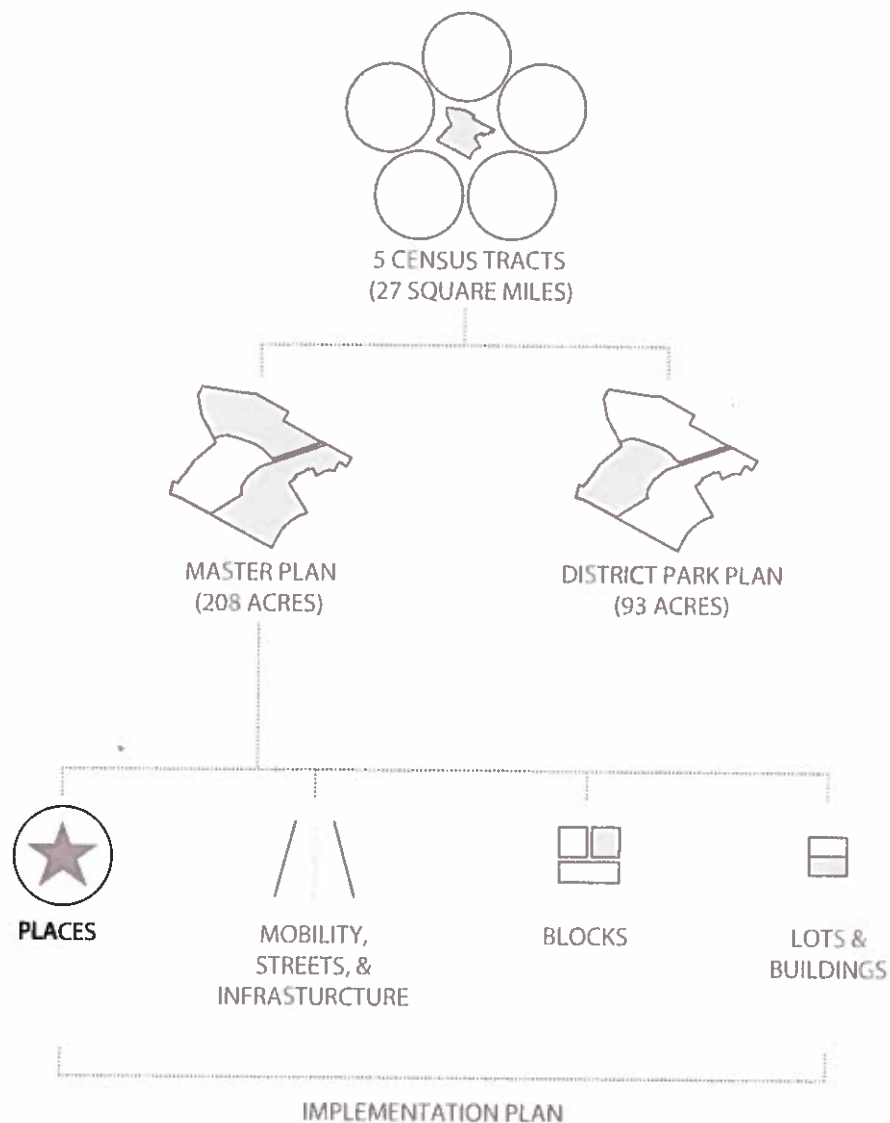 5 CENSUS TRACTS
(27 SQUARE MILES)
MASTER PLAN
(208 ACRES)
DISTRICT PARK PLAN
(93 ACRES)
PLACES
MOBILITY,
STREETS, &
INFRASTURCTURE
BLOCKS
LOTS &
BUILDINGS
IMPLEMENTATION PLAN